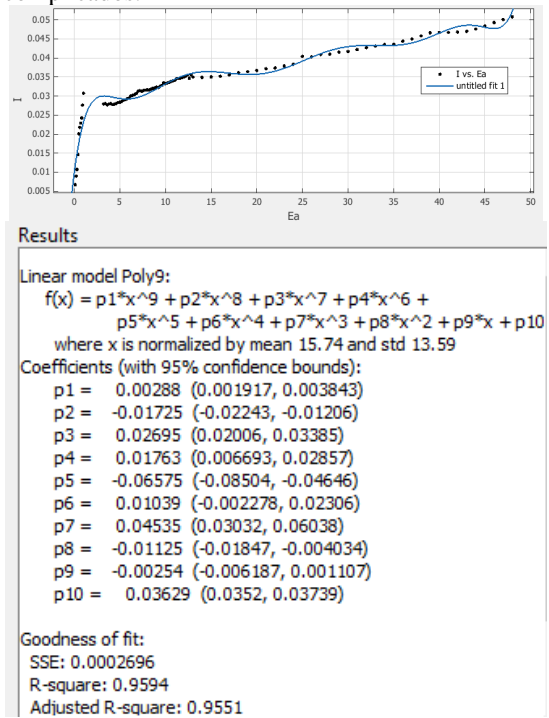 0.05
0.045
0.04
0.035
0.03
0.025
0.02
0.015
0.01
0.005
I
I vs. Ea
untitled fit 1
0 5 10 15 20 25 30 35 40 45 50
Ea
Results
Linear model Poly9:
f(x) = p1*x^9 + p2*x^8 + p3*x^7 + p4*x^6 +
p5*x^5 + p6*x^4 + p7*x^3 + p8*x^2 + p9*x + p10
where x is normalized by mean 15.74 and std 13.59
Coefficients (with 95% confidence bounds):
p1 = 0.00288 (0.001917, 0.003843)
p2 = -0.01725 (-0.02243, -0.01206)
p3 = 0.02695 (0.02006, 0.03385)
p4 = 0.01763 (0.006693, 0.02857)
p5 = -0.06575 (-0.08504, -0.04646)
p6 = 0.01039 (-0.002278, 0.02306)
p7 = 0.04535 (0.03032, 0.06038)
p8 = -0.01125 (-0.01847, -0.004034)
p9 = -0.00254 (-0.006187, 0.001107)
p10 = 0.03629 (0.0352, 0.03739)
Goodness of fit:
SSE: 0.0002696
R-square: 0.9594
Adjusted R-square: 0.9551